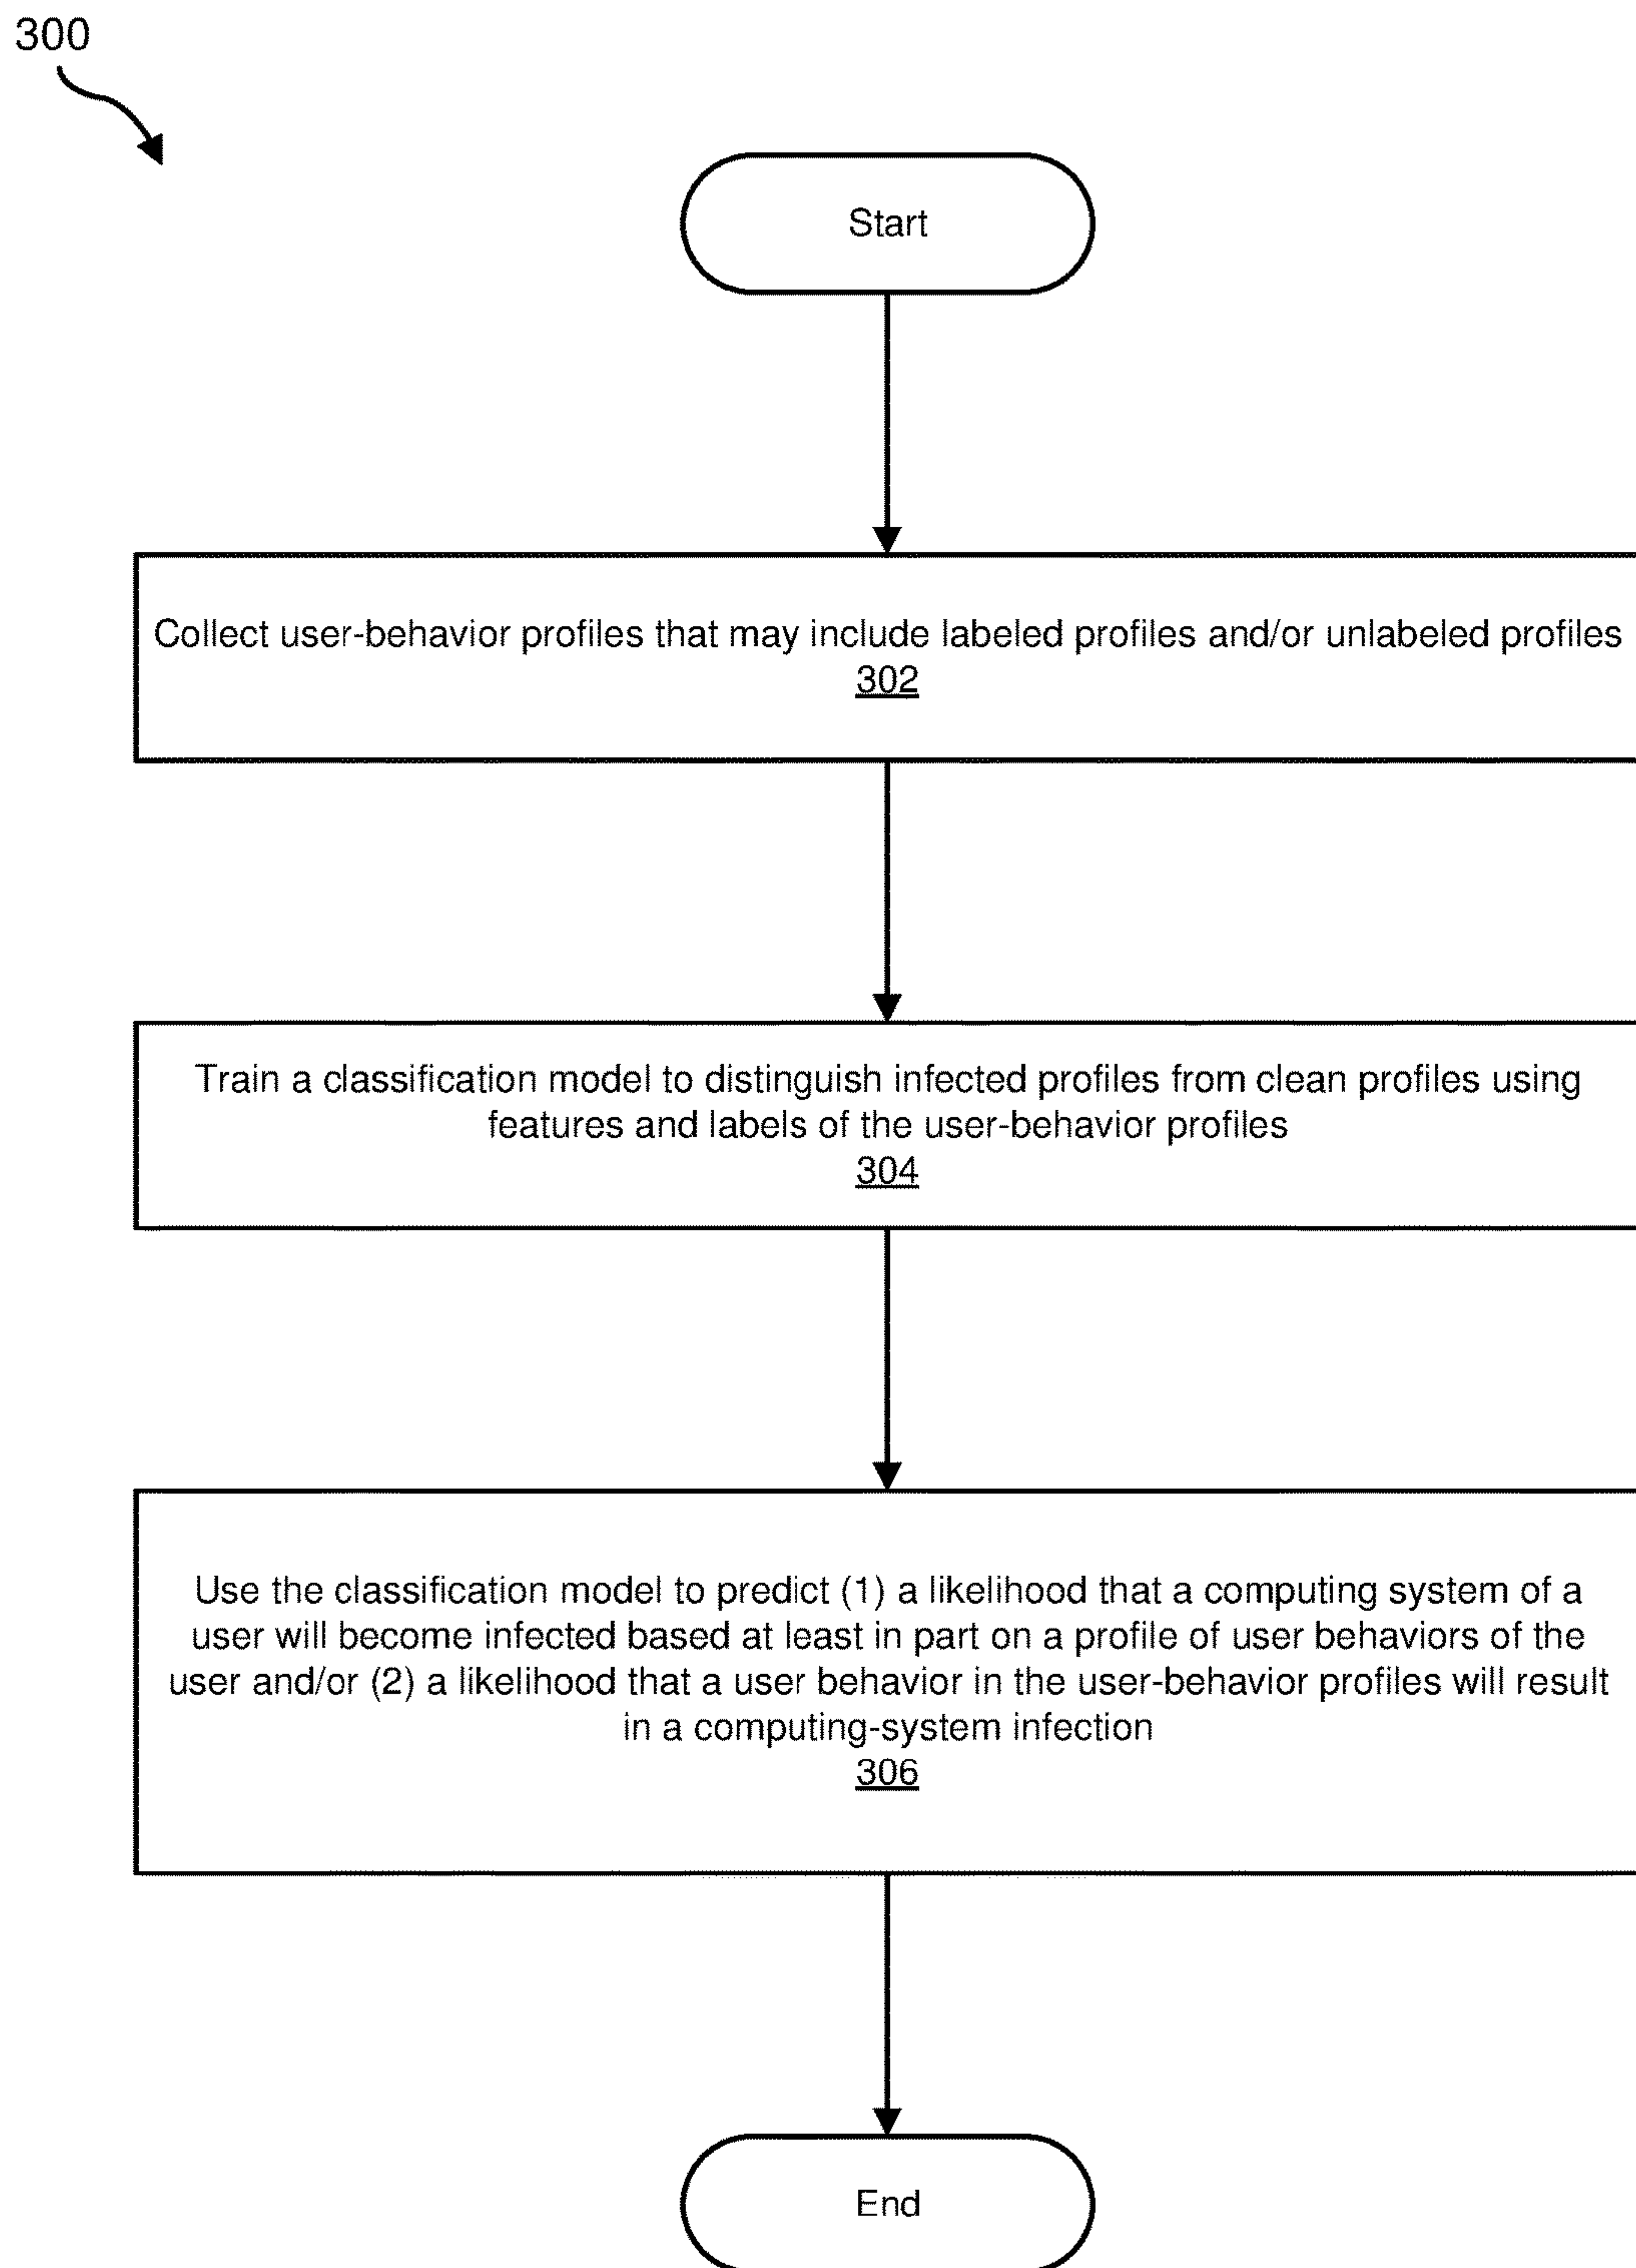 300
Start
Collect user-behavior profiles that may include labeled profiles and/or unlabeled profiles
302
Train a classification model to distinguish infected profiles from clean profiles using
features and labels of the user-behavior profiles
304
Use the classification model to predict (1) a likelihood that a computing system of a
user will become infected based at least in part on a profile of user behaviors of the
user and/or (2) a likelihood that a user behavior in the user-behavior profiles will result
in a computing-system infection
306
End